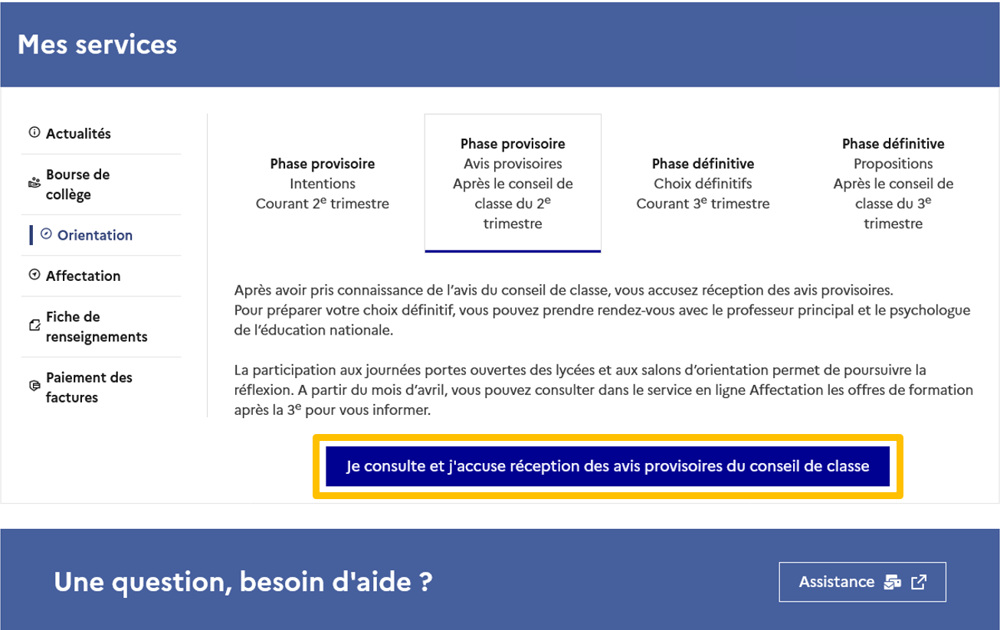 Mes services
Actualités
Bourse de
collège
Orientation
Affectation
Fiche de
renseignements
Paiement des
factures
Phase provisoire
Intentions
Courant 2e trimestre
Phase provisoire
Avis provisoires
Après le conseil de
classe du 2e
trimestre
Phase définitive
Choix définitifs
Courant 3e trimestre
Phase définitive
Propositions
Après le conseil de
classe du 3e
trimestre
Après avoir pris connaissance de l’avis du conseil de classe, vous accusez réception des avis provisoires.
Pour préparer votre choix définitif, vous pouvez prendre rendez-vous avec le professeur principal et le psychologue
de l’éducation nationale.
La participation aux journées portes ouvertes des lycées et aux salons d’orientation permet de poursuivre la
réflexion. A partir du mois d’avril, vous pouvez consulter dans le service en ligne Affectation les offres de formation
après la 3e pour vous informer.
Je consulte et j'accuse réception des avis provisoires du conseil de classe
Une question, besoin d'aide ?
Assistance